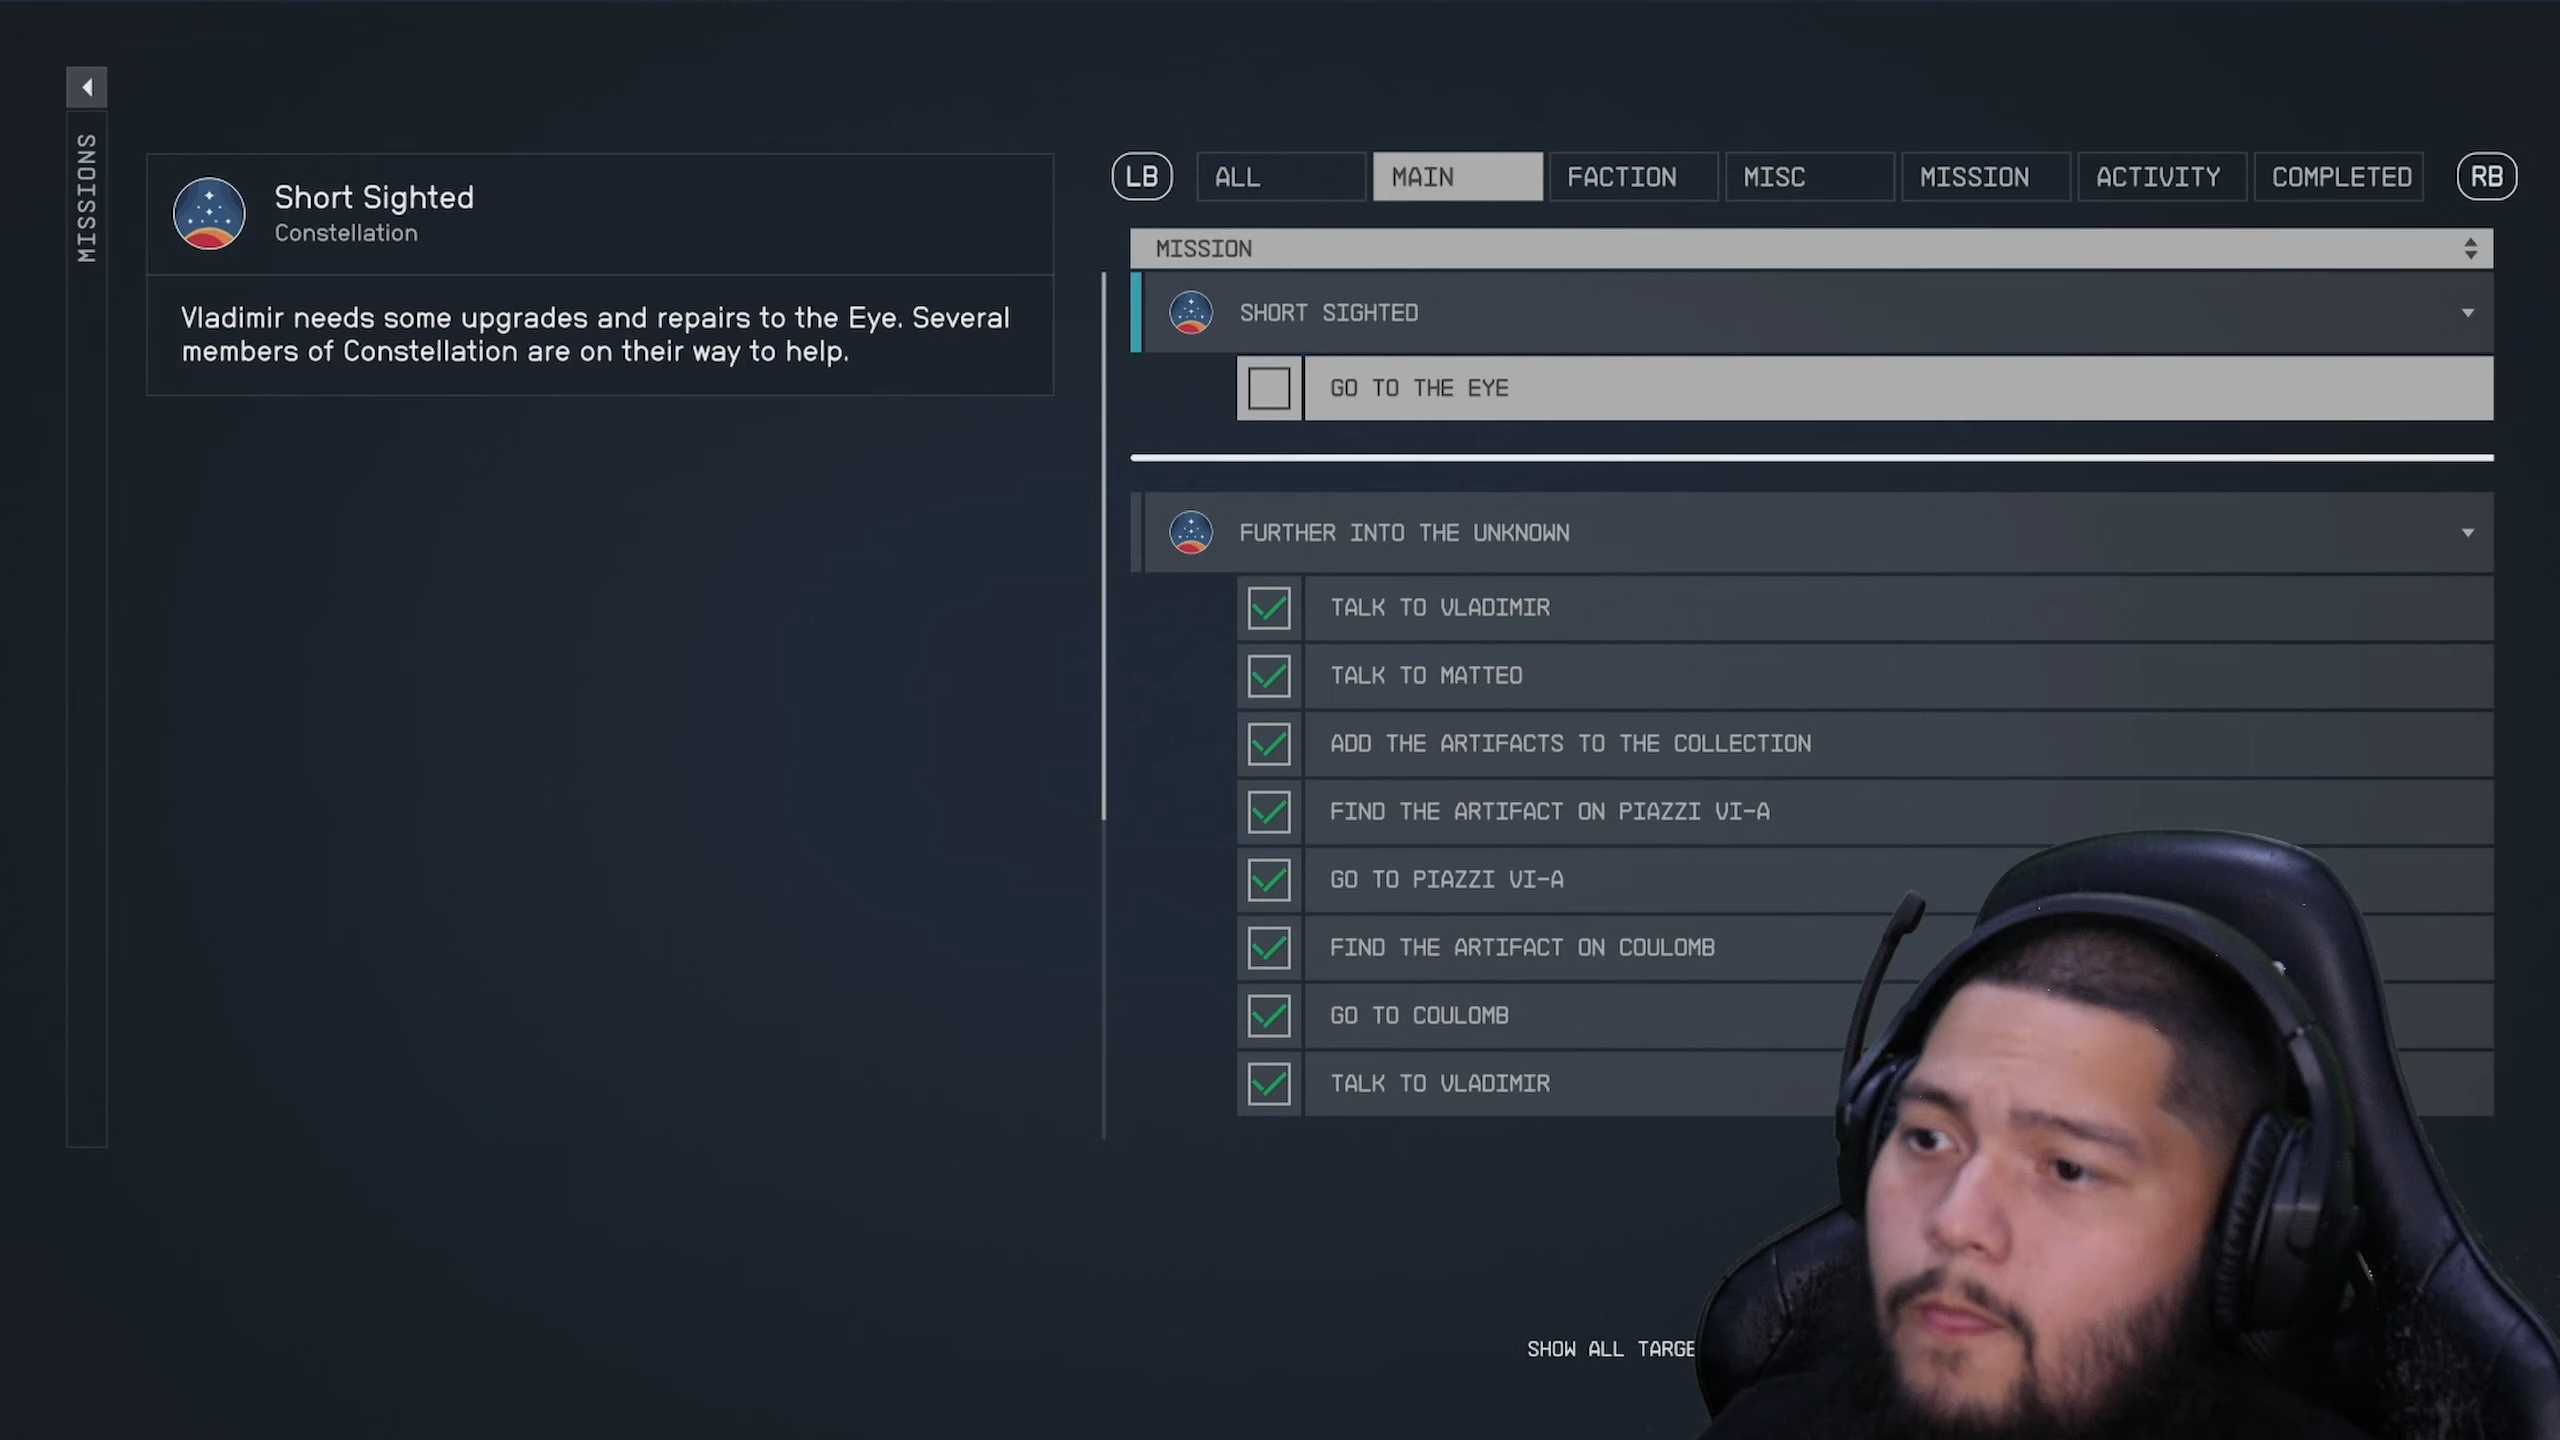 MISSIONS
Short Sighted
Constellation
Vladimir needs some upgrades and repairs to the Eye. Several
members of Constellation are on their way to help.
LB ALL MAIN FACTION MISC MISSION ACTIVITY COMPLETED RB
MISSION
SHORT SIGHTED
GO TO THE EYE
FURTHER INTO THE UNKNOWN
TALK TO VLADIMIR
TALK TO MATTEO
ADD THE ARTIFACTS TO THE COLLECTION
FIND THE ARTIFACT ON PIAZZI VI-A
GO TO PIAZZI VI-A
FIND THE ARTIFACT ON COULOMB
GO TO COULOMB
TALK TO VLADIMIR
SHOW ALL TARGE